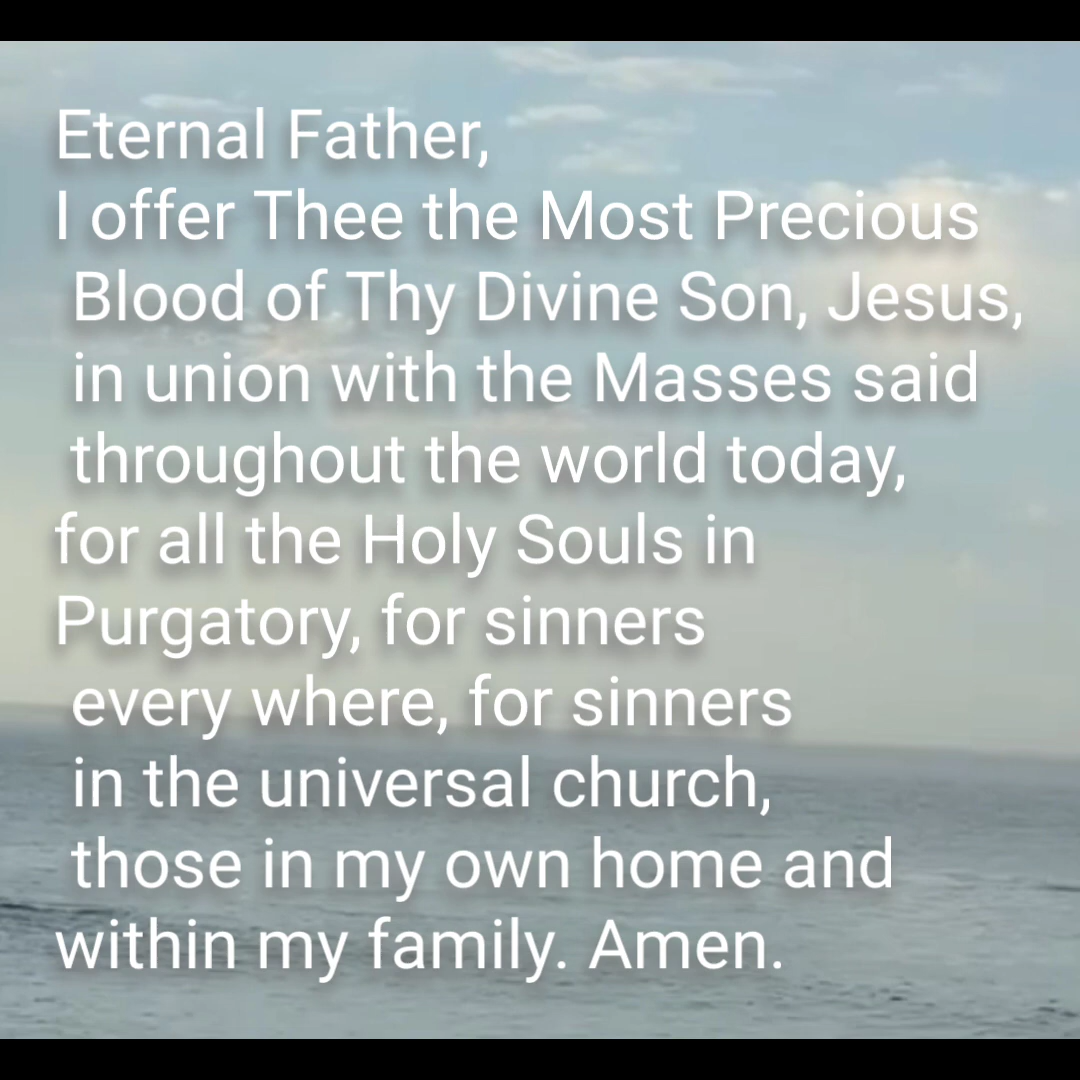 Eternal Father,
I offer Thee the Most Precious
Blood of Thy Divine Son, Jesus,
in union with the Masses said
throughout the world today,
for all the Holy Souls in
Purgatory, for sinners
every where, for sinners
in the universal church,
those in my own home and
within my family. Amen.